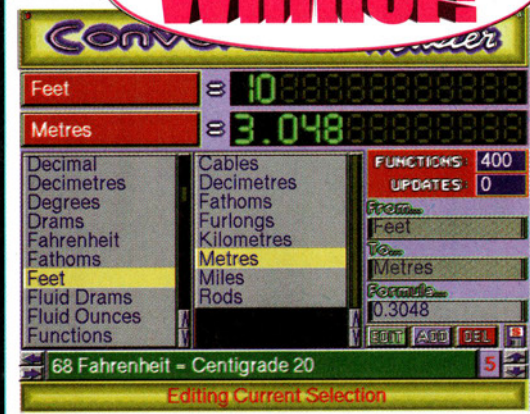 Winner!
Feet = 10
Metres = 3.048
Decimal
Decimetres
Degrees
Drams
Fahrenheit
Fathoms
Feet
Fluid Drams
Fluid Ounces
Functions
Cables
Decimetres
Fathoms
Furlongs
Kilometres
Metres
Miles
Rods
FUNCTIONS 400
UPDATES 0
From...
Feet
To...
Metres
Formula...
0.3048
EDIT ADD DEL
68 Fahrenheit = Centigrade 20
5
Editing Current Selection